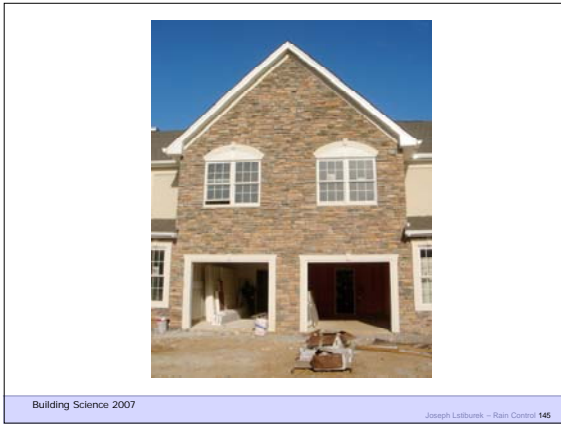 Building Science 2007
Joseph Lstiburek – Rain Control 145